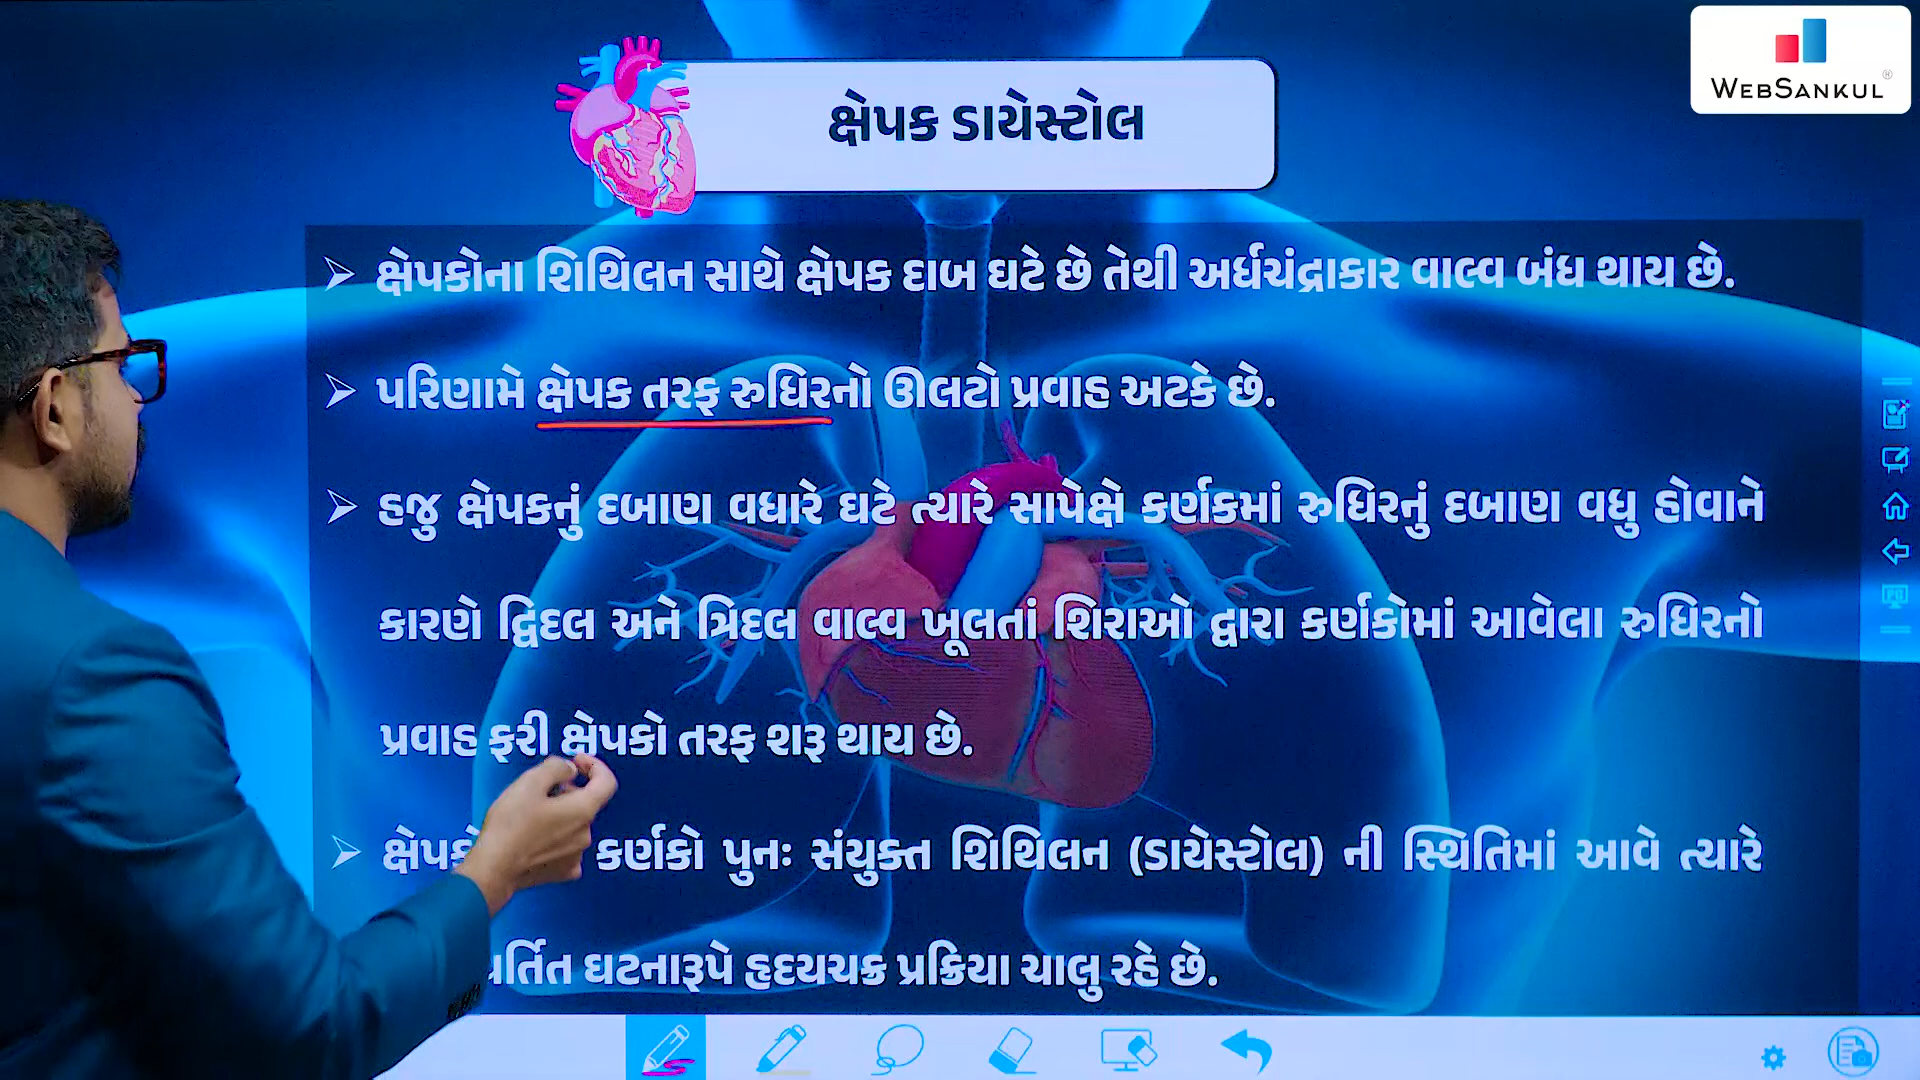 WEBSANKUL
ક્ષેપક ડાયેસ્ટોલ
➢ ક્ષેપકોના શિથિલન સાથે ક્ષેપક દાબ ઘટે છે તેથી અર્ધચંદ્રાકાર વાલ્વ બંધ થાય છે.
➢ પરિણામે ક્ષેપક તરફ રુધિરનો ઊલટો પ્રવાહ અટકે છે.
➢ હજુ ક્ષેપકનું દબાણ વધારે ઘટે ત્યારે સાપેક્ષે કર્ણકમાં રુધિરનું દબાણ વધુ હોવાને
કારણે દ્વિદલ અને ત્રિદલ વાલ્વ ખૂલતાં શિરાઓ દ્વારા કર્ણકોમાં આવેલા રુધિરનો
પ્રવાહ ફરી ક્ષેપકો તરફ શરૂ થાય છે.
➢ કર્ણકો પુનઃ સંયુક્ત શિથિલન (ડાયેસ્ટોલ) ની સ્થિતિમાં આવે ત્યારે
ઘટનારૂપે હૃદયચક્ર પ્રક્રિયા ચાલુ રહે છે.